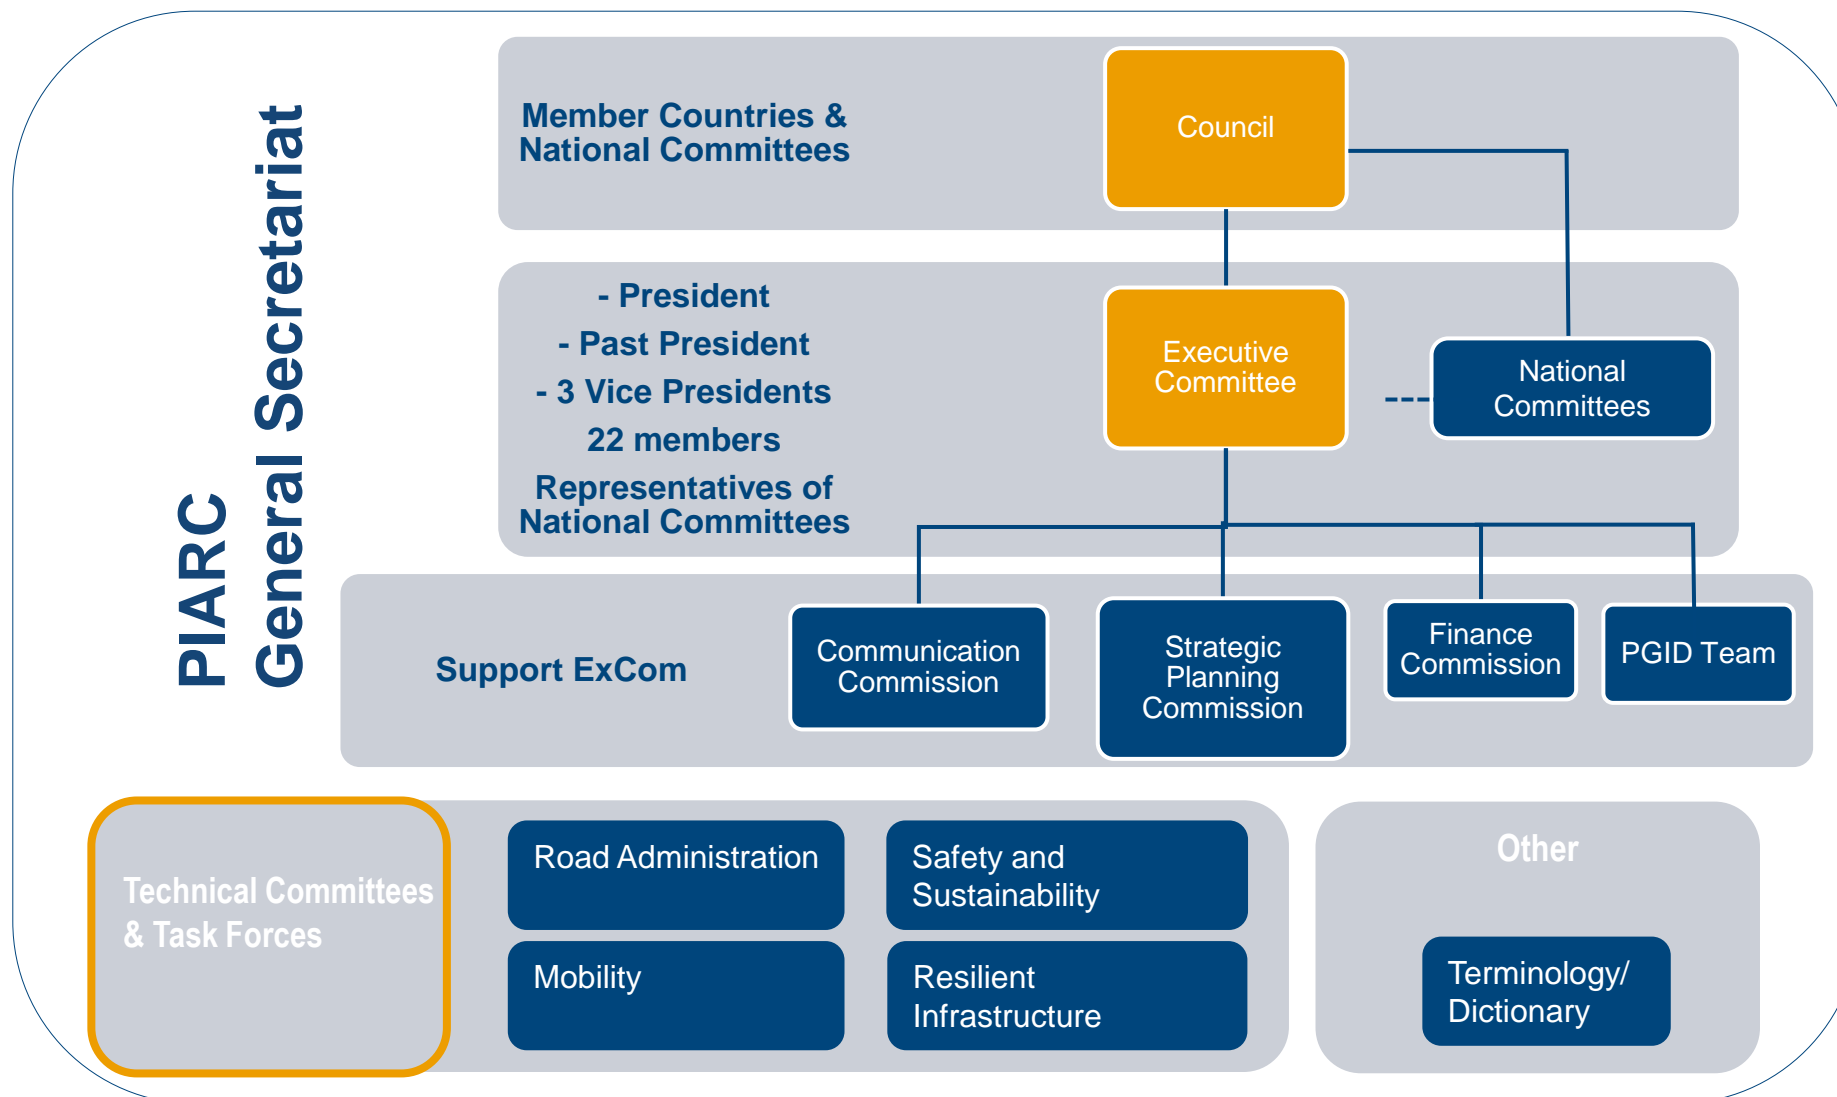 PIARC
General Secretariat
Member Countries &
National Committees
Council
- President
- Past President
- 3 Vice Presidents
22 members
Representatives of
National Committees
Executive
Committee
National
Committees
Support ExCom
Communication
Commission
Strategic
Planning
Commission
Finance
Commission
PGID Team
Technical Committees
& Task Forces
Road Administration
Safety and
Sustainability
Mobility
Resilient
Infrastructure
Other
Terminology/
Dictionary